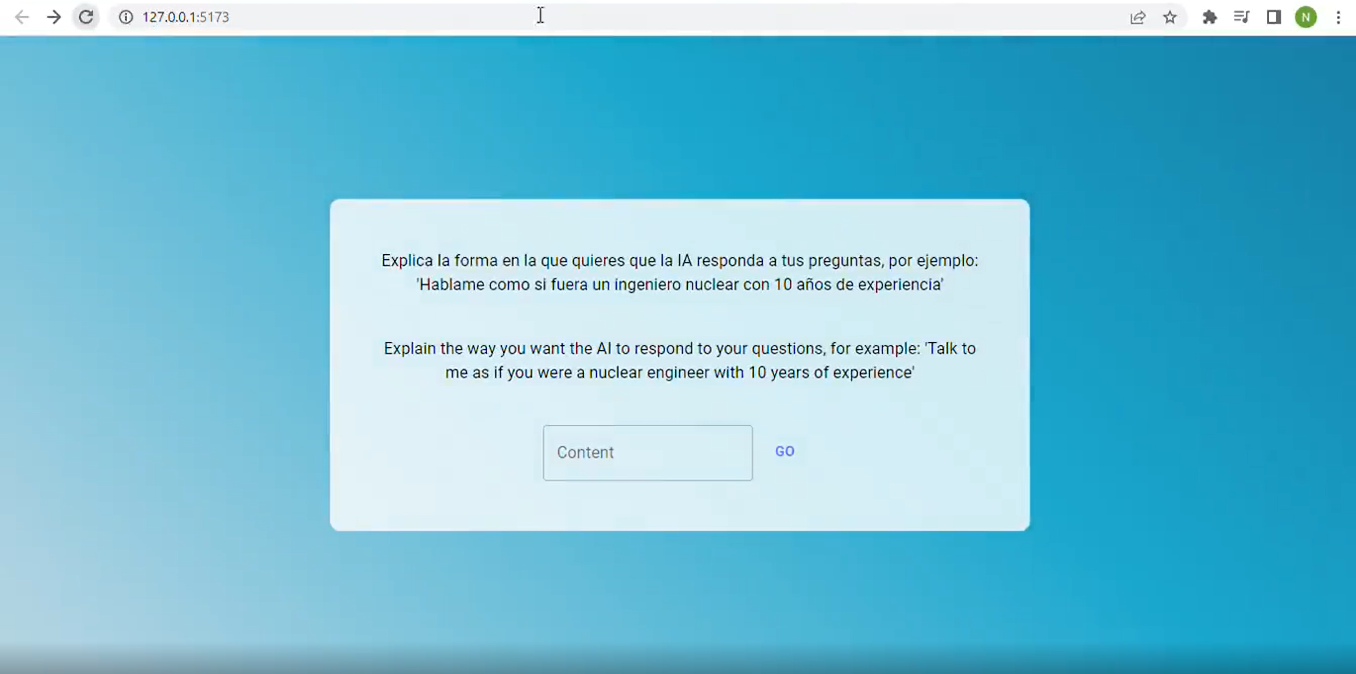 127.0.0.1:5173
N
Explica la forma en la que quieres que la IA responda a tus preguntas, por ejemplo:
'Hablame como si fuera un ingeniero nuclear con 10 años de experiencia'
Explain the way you want the AI to respond to your questions, for example: 'Talk to
me as if you were a nuclear engineer with 10 years of experience'
Content
GO